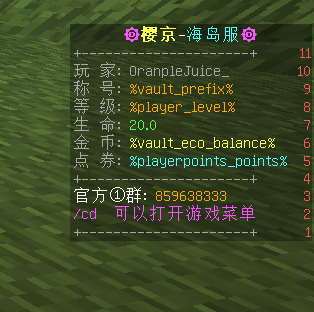 ❁樱京-海岛服❁
+------------------+ 11
玩 家: OranpleJuice_ 10
称 号: %vault_prefix% 9
等 级: %player_level% 8
生 命: 20.0 7
金 币: %vault_eco_balance% 6
点 券: %playerpoints_points% 5
+------------------+ 4
官方①群: 859638333 3
/cd 可以打开游戏菜单 2
+------------------+ 1